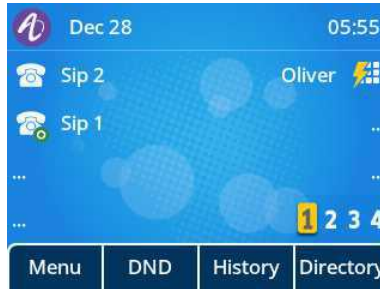 Dec 28 05:55
Sip 2 Oliver
Sip 1 ..
... ..
...
1 2 3 4
Menu DND History Directory